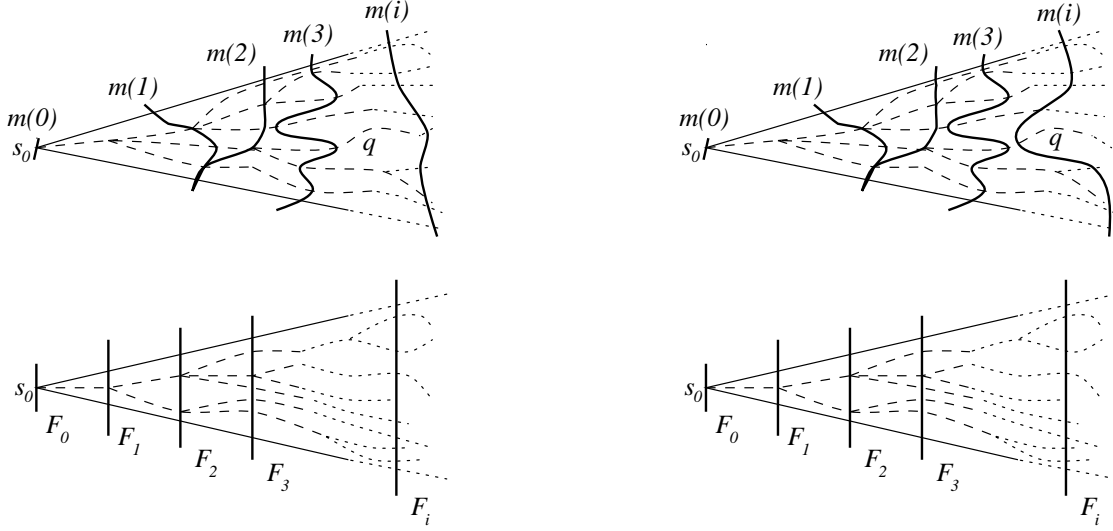 m(i)
m(3)
m(2)
m(1)
m(0)
s0
q
m(i)
m(3)
m(2)
m(1)
m(0)
s0
q
s0
F0
F1
F2
F3
Fi
s0
F0
F1
F2
F3
Fi